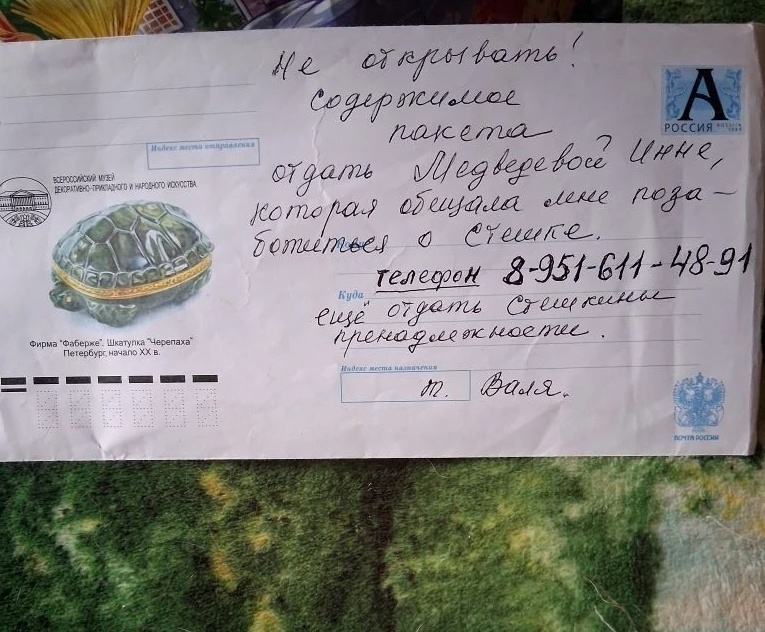 Не открывать!
содержимое
пакета
отдать Медведевой Инне,
которая обещала мне поза-
ботиться о Стешке.
телефон 8-951-611-48-91
Куда
ещё отдать Стешкины
пренадлежности.
т. Валя.
Индекс места отправления
ВСЕРОССИЙСКИЙ МУЗЕЙ
ДЕКОРАТИВНО-ПРИКЛАДНОГО И НАРОДНОГО ИСКУССТВА
Фирма "Фаберже". Шкатулка "Черепаха"
Петербург, начало XX в.
А
РОССИЯ
Индекс места назначения
ПОЧТА РОССИИ